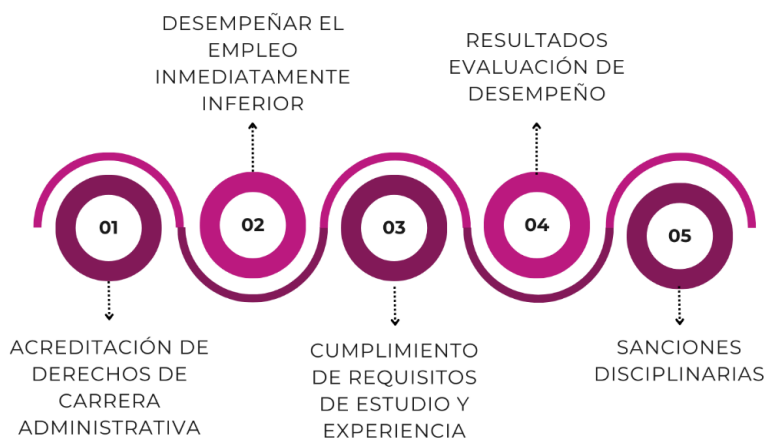 01
ACREDITACIÓN DE
DERECHOS DE
CARRERA
ADMINISTRATIVA
DESEMPEÑAR EL
EMPLEO
INMEDIATAMENTE
INFERIOR
02
03
CUMPLIMIENTO
DE REQUISITOS
DE ESTUDIO Y
EXPERIENCIA
RESULTADOS
EVALUACIÓN DE
DESEMPEÑO
04
05
SANCIONES
DISCIPLINARIAS